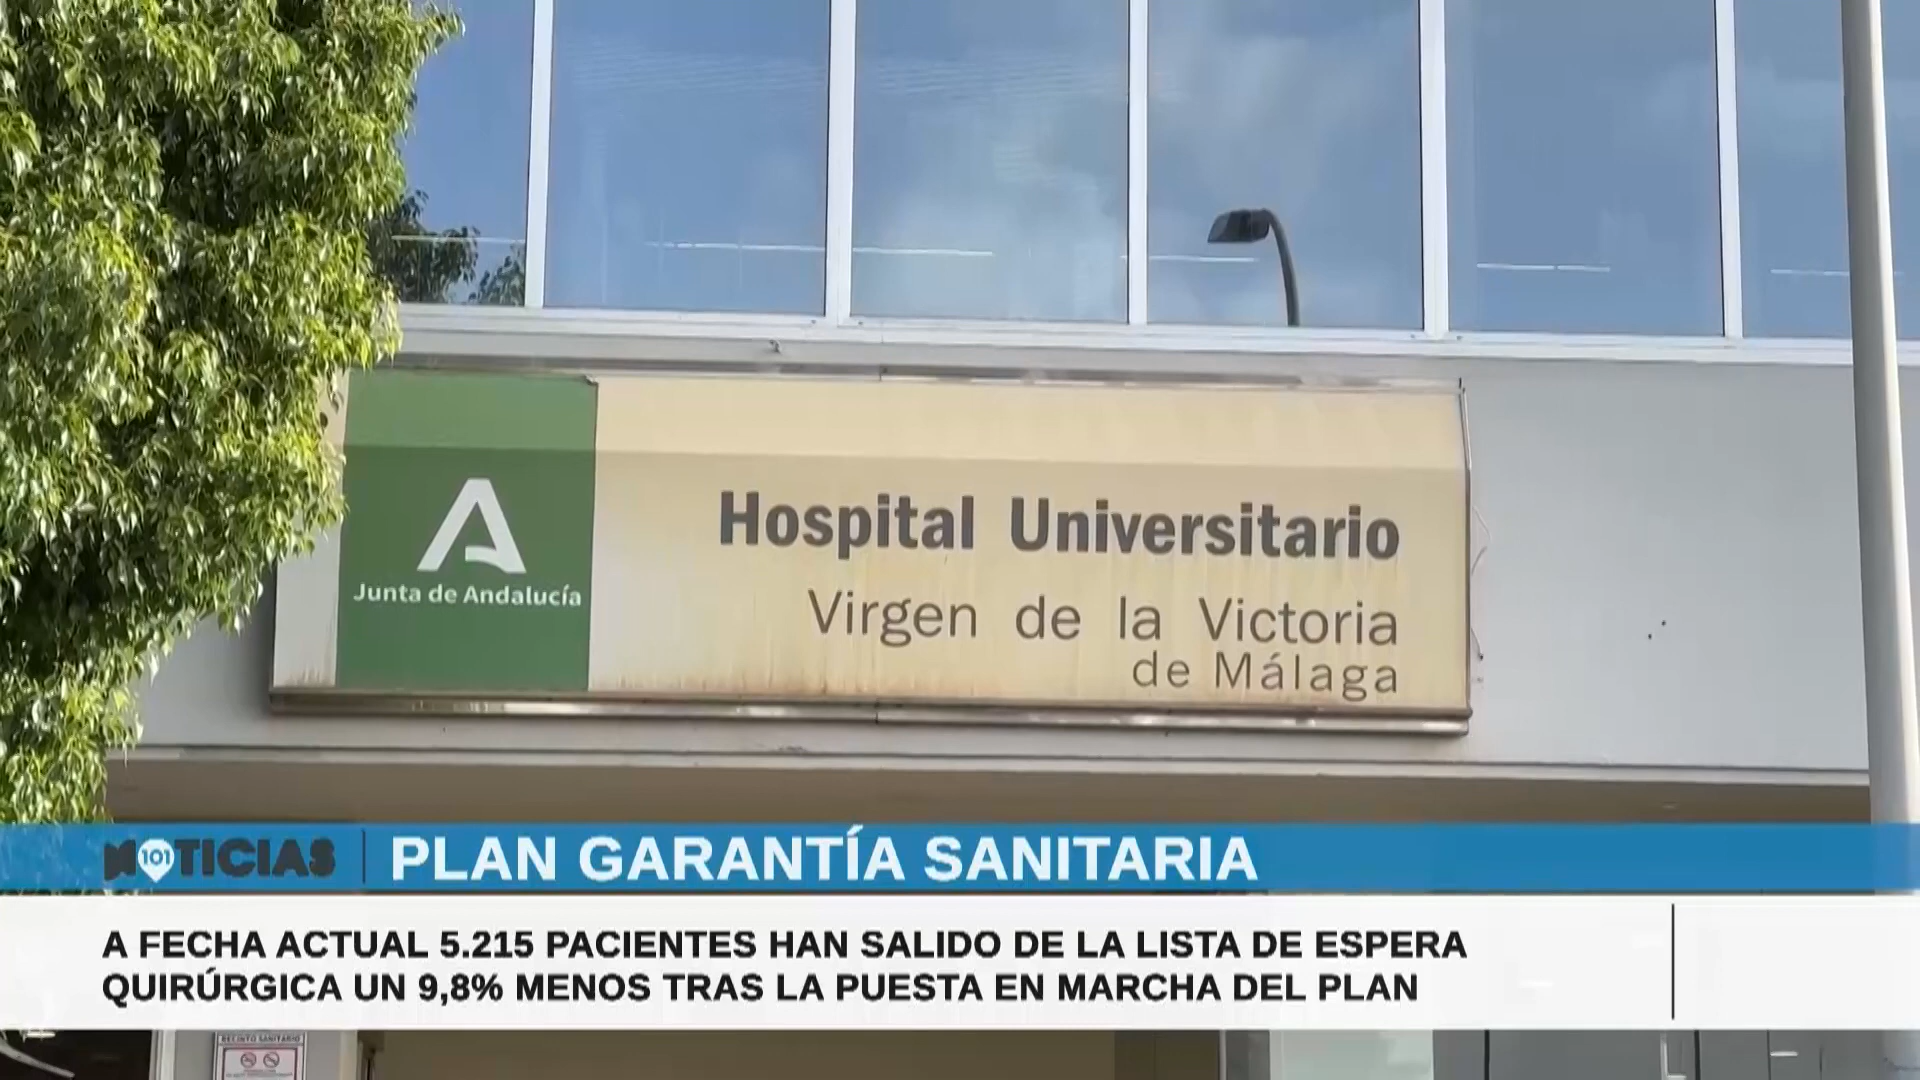 Junta de Andalucía
Hospital Universitario
Virgen de la Victoria
de Málaga
NOTICIAS 101
PLAN GARANTÍA SANITARIA
A FECHA ACTUAL 5.215 PACIENTES HAN SALIDO DE LA LISTA DE ESPERA
QUIRÚRGICA UN 9,8% MENOS TRAS LA PUESTA EN MARCHA DEL PLAN
RECINTO SANITARIO